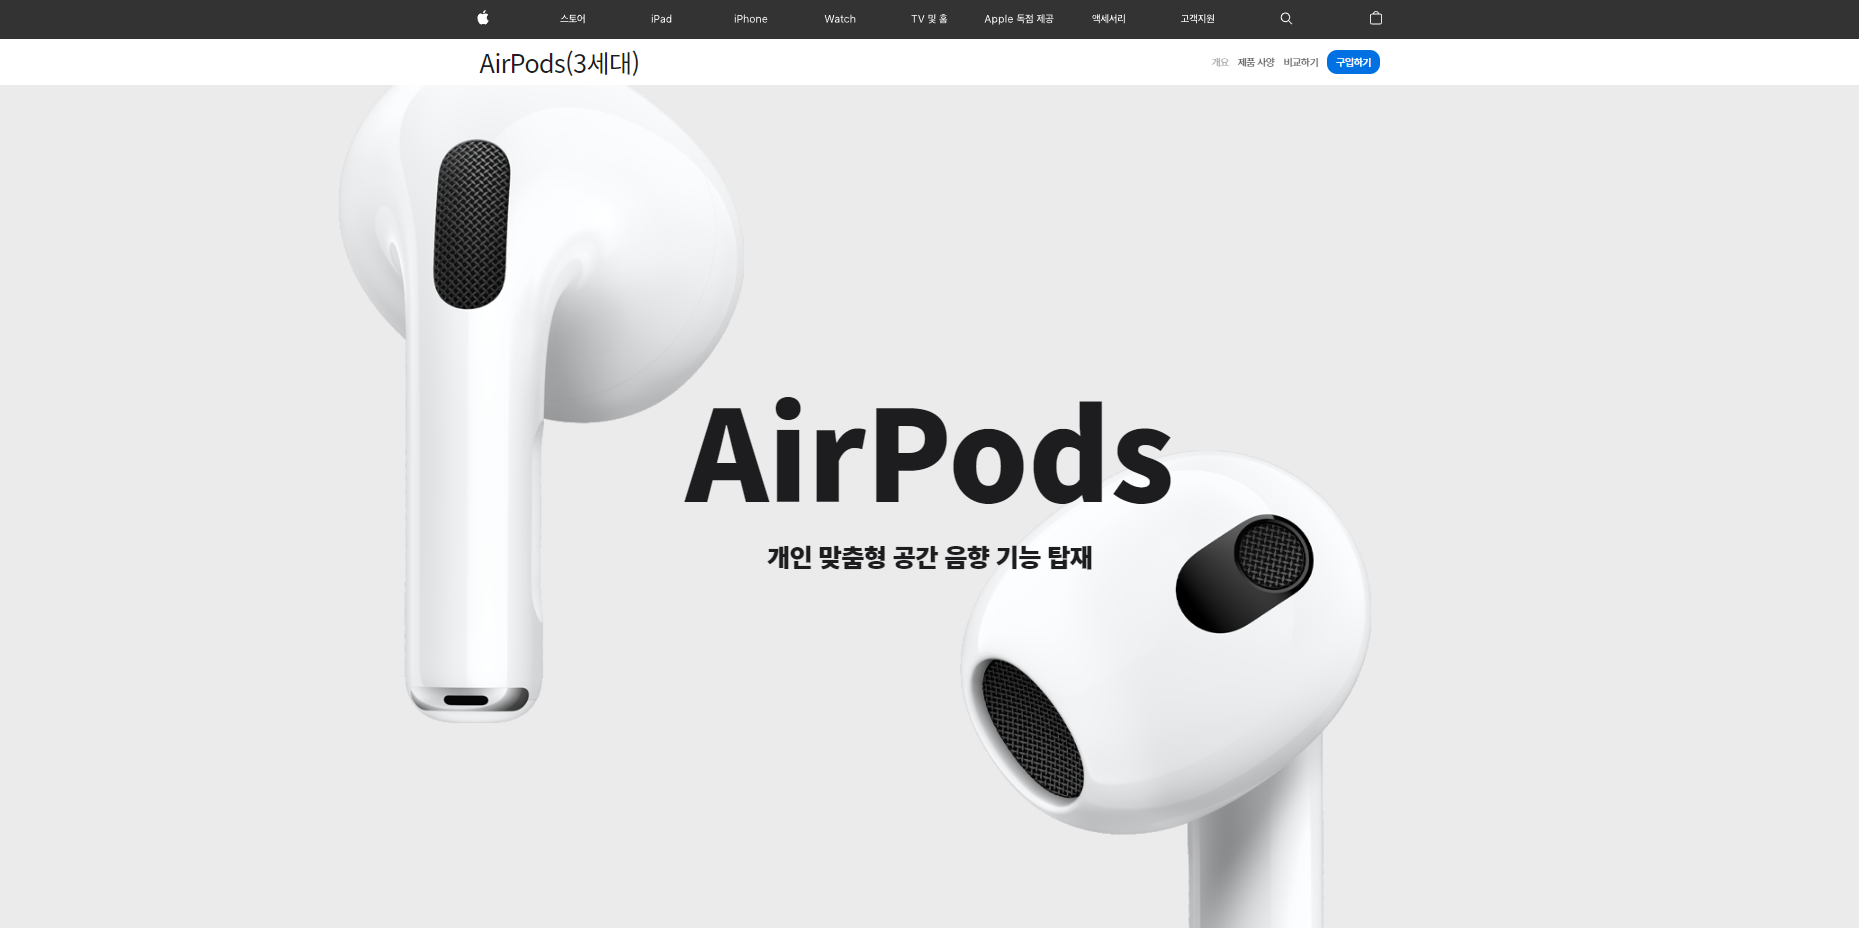 스토어 iPad iPhone Watch TV 및 홈 Apple 독점 제공 액세서리 고객지원
AirPods(3세대) 개요 제품 사양 비교하기 구입하기
AirPods
개인 맞춤형 공간 음향 기능 탑재